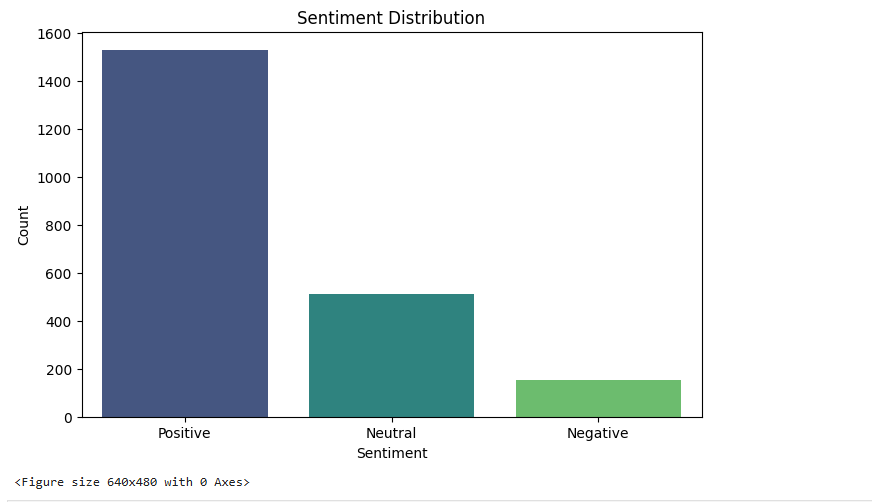 Sentiment Distribution
1600
1400
1200
1000
800
600
400
200
0
Count
Positive Neutral Negative
Sentiment
<Figure size 640x480 with 0 Axes>